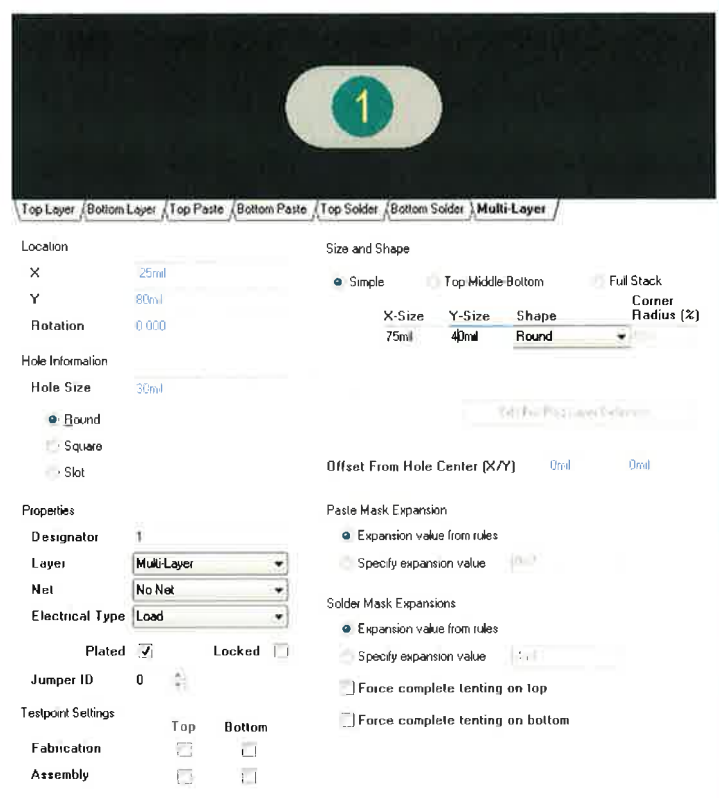 1
Top Layer Bottom Layer Top Paste Bottom Paste Top Solder Bottom Solder Multi-Layer
Location
X 25mil
Y 80mil
Rotation 0.000
Hole Information
Hole Size 30mil
Round
Square
Slot
Properties
Designator 1
Layer Multi-Layer
Net No Net
Electrical Type Load
Plated Locked
Jumper ID 0
Testpoint Settings
Top Bottom
Fabrication
Assembly
Size and Shape
Simple Top-Middle-Bottom Full Stack
X-Size Y-Size Shape Corner Radius (%)
75mil 40mil Round
Offset From Hole Center (X/Y) 0mil 0mil
Paste Mask Expansion
Expansion value from rules
Specify expansion value
Solder Mask Expansions
Expansion value from rules
Specify expansion value
Force complete tenting on top
Force complete tenting on bottom